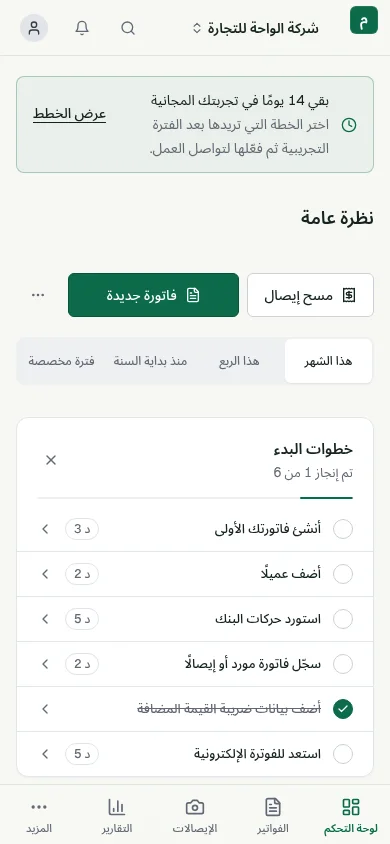 م
شركة الواحة للتجارة
بقي 14 يومًا في تجربتك المجانية
اختر الخطة التي تريدها بعد الفترة
التجريبية ثم فعّلها لتواصل العمل.
عرض الخطط
نظرة عامة
مسح إيصال
فاتورة جديدة
هذا الشهر
هذا الربع
منذ بداية السنة
فترة مخصصة
خطوات البدء
تم إنجاز 1 من 6
أنشئ فاتورتك الأولى
3 د
أضف عميلًا
2 د
استورد حركات البنك
5 د
سجّل فاتورة مورد أو إيصالًا
2 د
أضف بيانات ضريبة القيمة المضافة
استعد للفوترة الإلكترونية
5 د
لوحة التحكم
الفواتير
الإيصالات
التقارير
المزيد